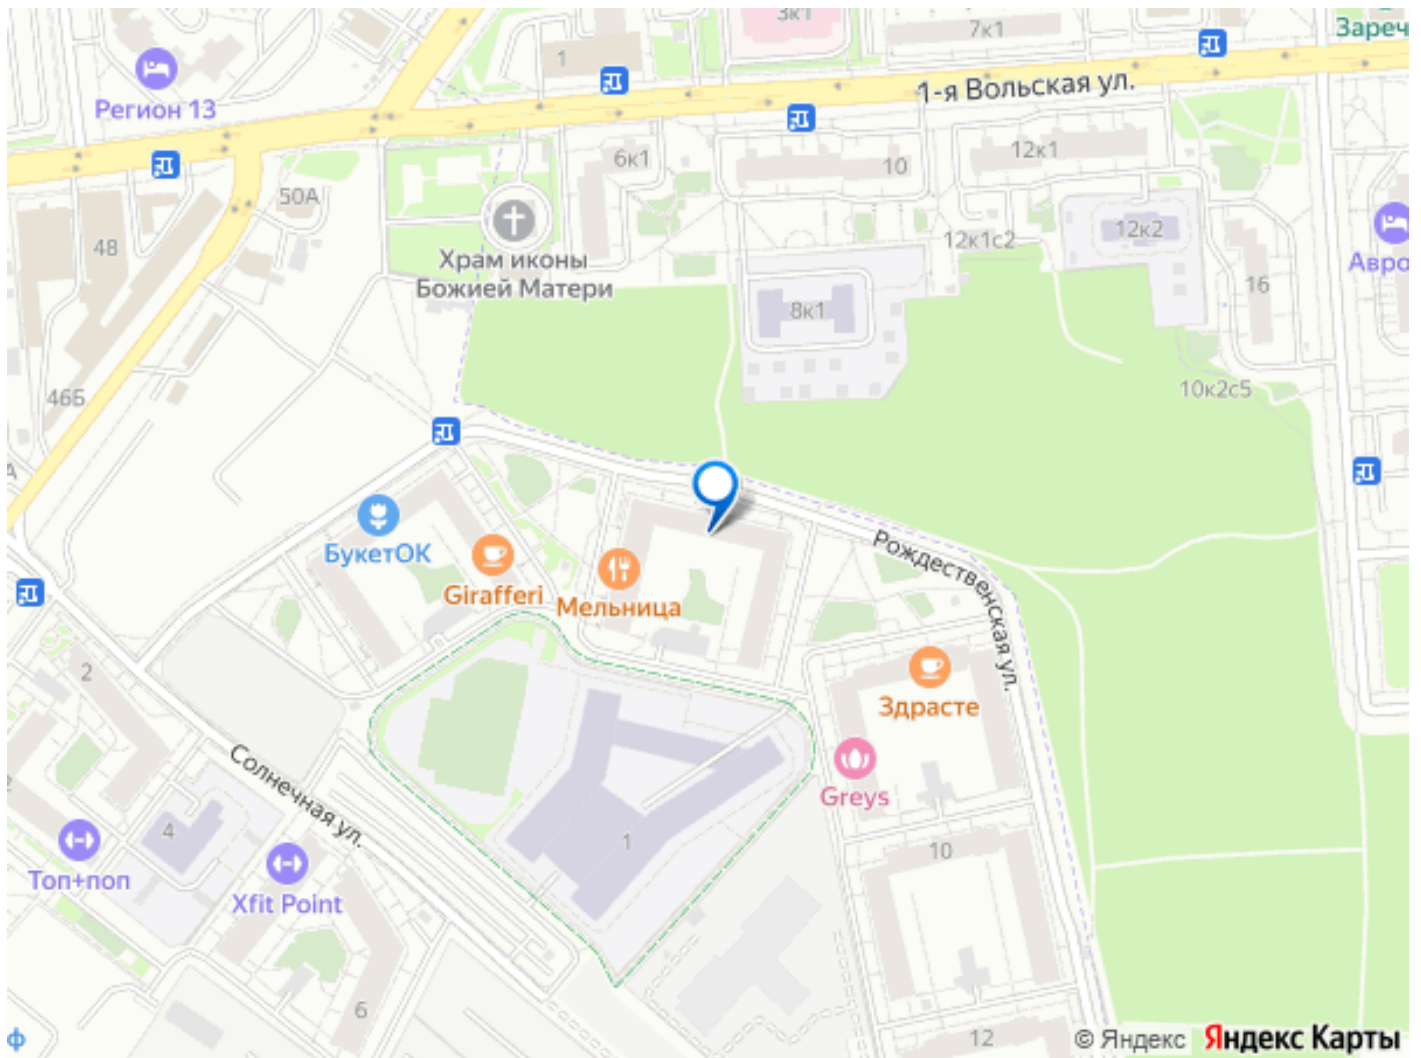 3к1
7к1
Зареч
1
1-я Вольская ул.
Регион 13
6к1
10
12к1
50А
48
12к2
12к1с2
Храм иконы
Божией Матери
Авро
16
8к1
46Б
10к2с5
А
БукетОК
Girafferi
Мельница
Рождественская ул.
2
Здрасте
Солнечная ул.
Greys
4
1
10
Топ+поп
Xfit Point
6
12
ф
© Яндекс Яндекс Карты